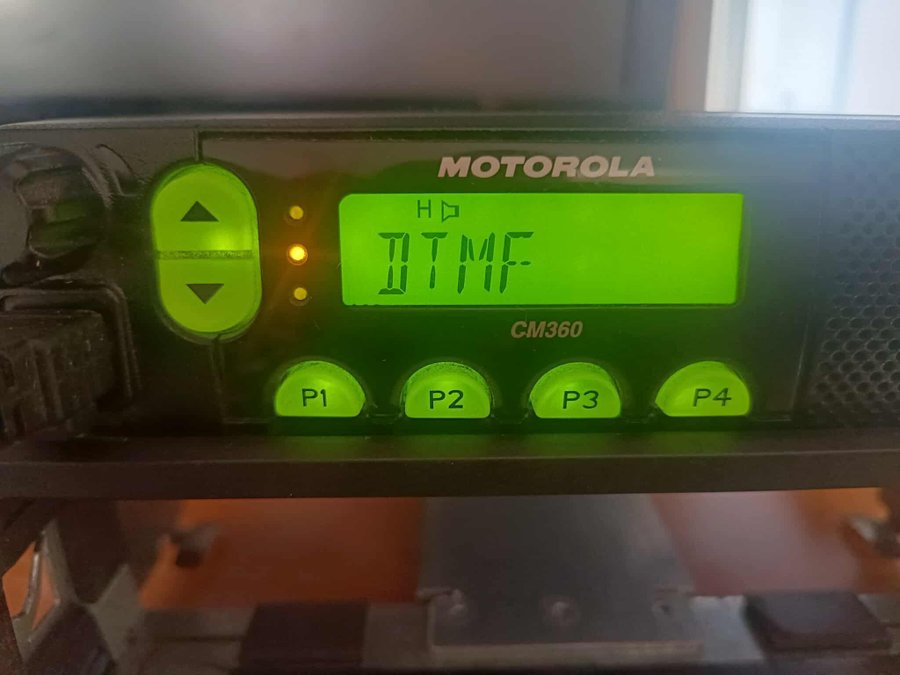 MOTOROLA
H
DTMF
CM360
P1 P2 P3 P4